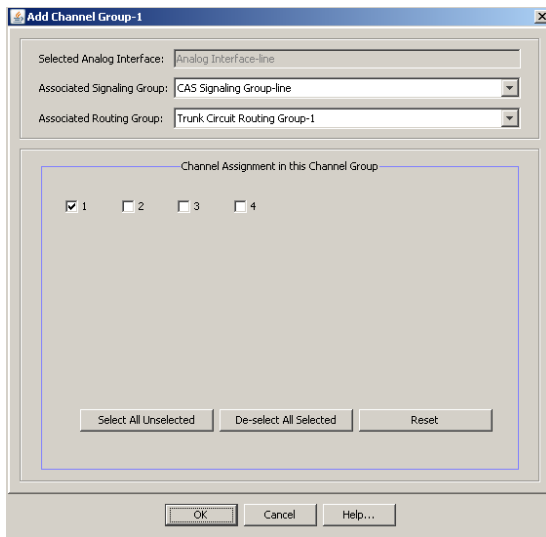 Add Channel Group-1
Selected Analog Interface: Analog Interface-line
Associated Signaling Group: CAS Signaling Group-line
Associated Routing Group: Trunk Circuit Routing Group-1
Channel Assignment in this Channel Group
1 2 3 4
Select All Unselected De-select All Selected Reset
OK Cancel Help...